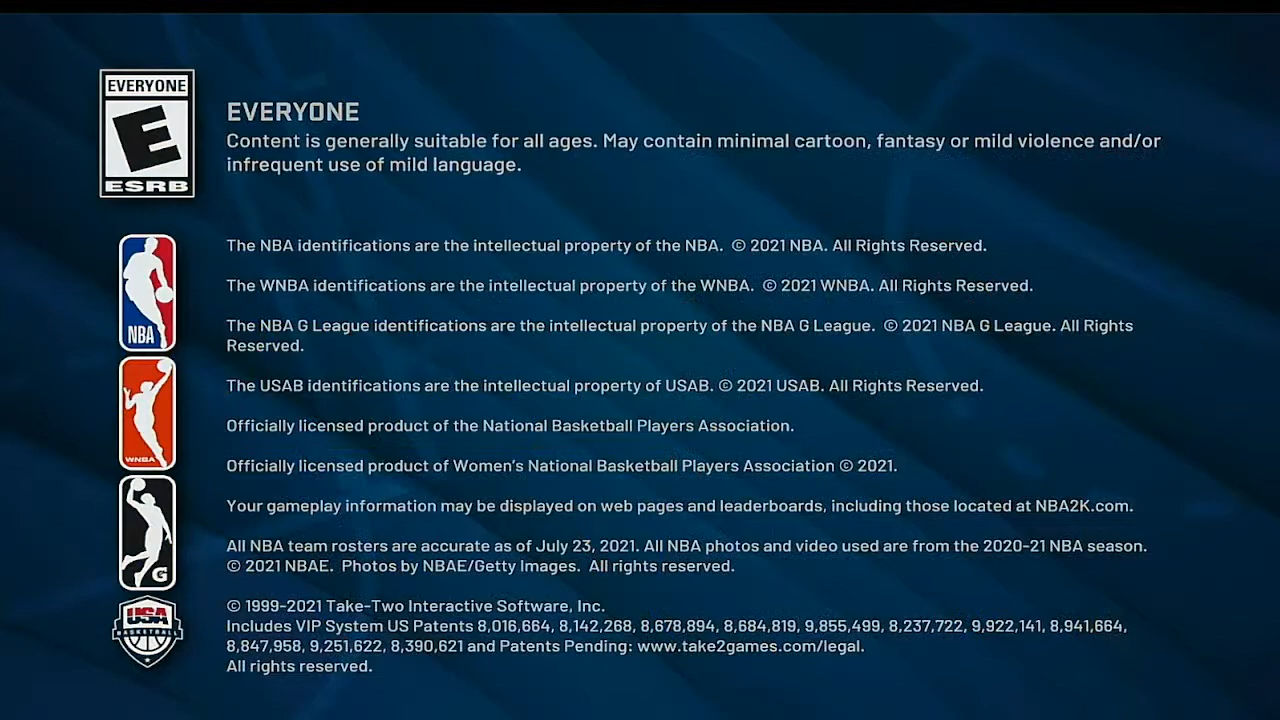 EVERYONE
E
ESRB
EVERYONE
Content is generally suitable for all ages. May contain minimal cartoon, fantasy or mild violence and/or
infrequent use of mild language.
The NBA identifications are the intellectual property of the NBA. © 2021 NBA. All Rights Reserved.
The WNBA identifications are the intellectual property of the WNBA. © 2021 WNBA. All Rights Reserved.
NBA
The NBA G League identifications are the intellectual property of the NBA G League. © 2021 NBA G League. All Rights
Reserved.
The USAB identifications are the intellectual property of USAB. © 2021 USAB. All Rights Reserved.
Officially licensed product of the National Basketball Players Association.
WNBA
Officially licensed product of Women's National Basketball Players Association © 2021.
Your gameplay information may be displayed on web pages and leaderboards, including those located at NBA2K.com.
All NBA team rosters are accurate as of July 23, 2021. All NBA photos and video used are from the 2020-21 NBA season.
© 2021 NBAE. Photos by NBAE/Getty Images. All rights reserved.
G
© 1999-2021 Take-Two Interactive Software, Inc.
USA
BASKETBALL
Includes VIP System US Patents 8,016,664, 8,142,268, 8,678,894, 8,684,819, 9,855,499, 8,237,722, 9,922,141, 8,941,664,
8,847,958, 9,251,622, 8,390,621 and Patents Pending: www.take2games.com/legal.
All rights reserved.